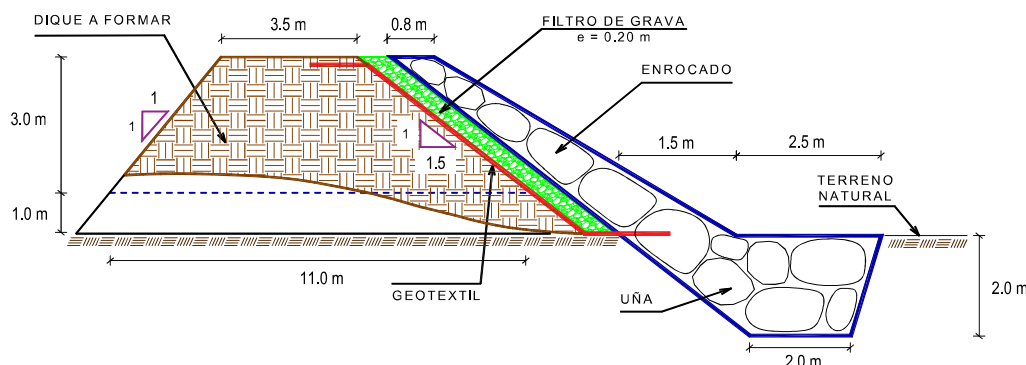 DIQUE A FORMAR
3.5 m
0.8 m
FILTRO DE GRAVA
e = 0.20 m
ENROCADO
1
1
3.0 m
1
1.5
1.5 m
2.5 m
TERRENO
NATURAL
1.0 m
11.0 m
GEOTEXTIL
UÑA
2.0 m
2.0 m